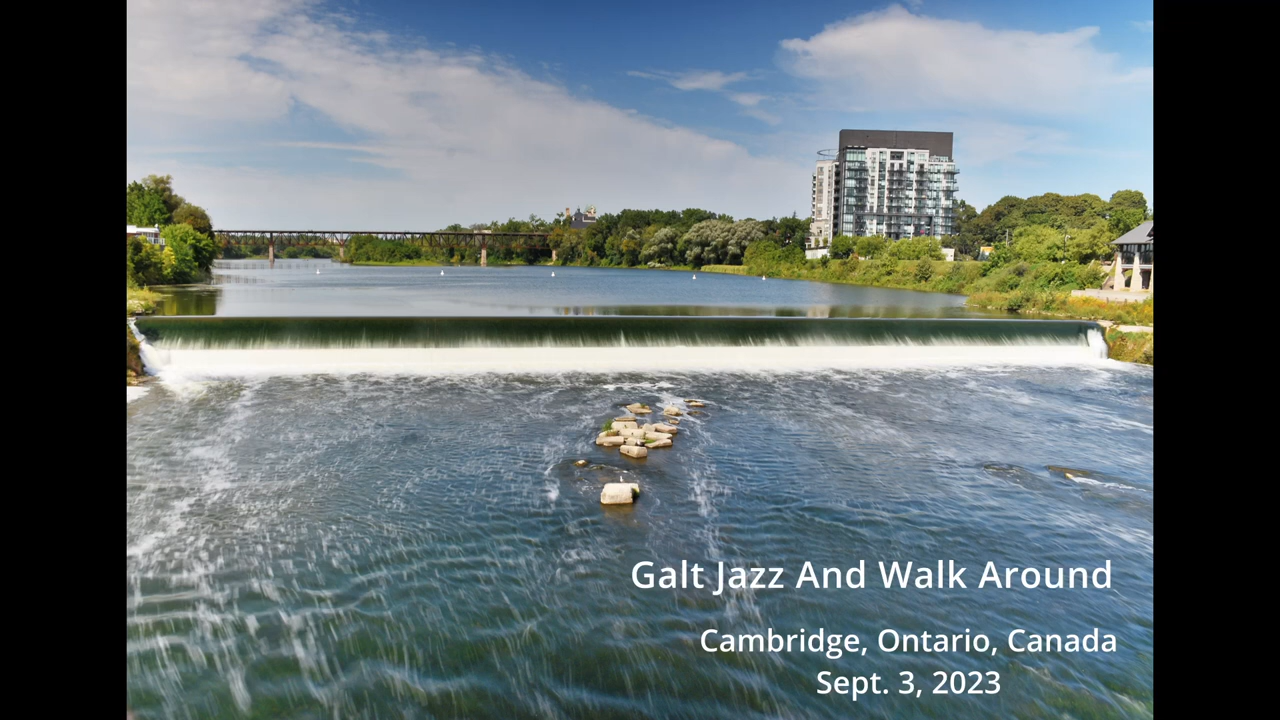 Galt Jazz And Walk Around
Cambridge, Ontario, Canada
Sept. 3, 2023